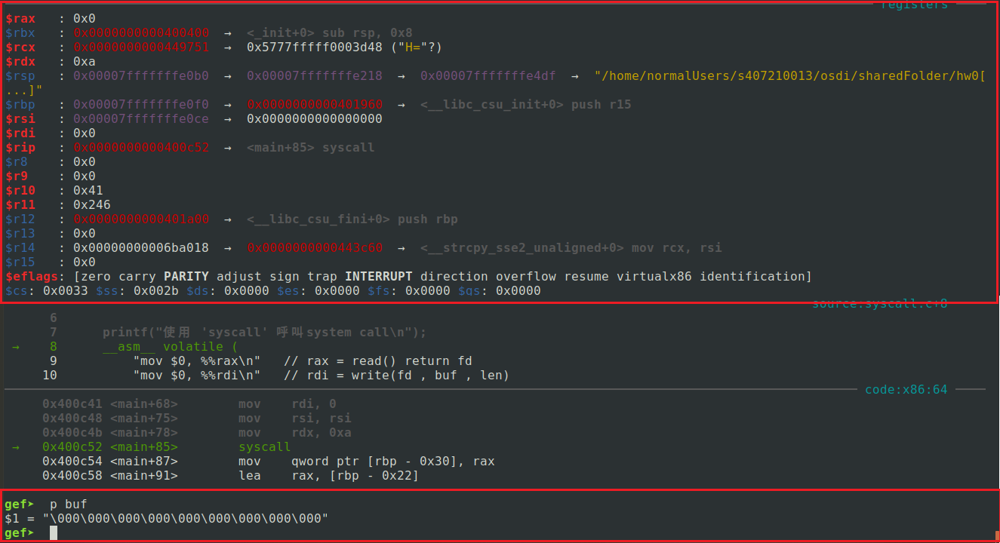 registers
$rax   : 0x0
$rbx   : 0x0000000000400400  →  <_init+0> sub rsp, 0x8
$rcx   : 0x0000000000449751  →  0x5777fffff0003d48 ("H="?)
$rdx   : 0xa
$rsp   : 0x00007fffffffe0b0  →  0x00007fffffffe218  →  0x00007fffffffe4df  →  "/home/normalUsers/s407210013/osdi/sharedFolder/hw0[
...]"
$rbp   : 0x00007fffffffe0f0  →  0x0000000000401960  →  <__libc_csu_init+0> push r15
$rsi   : 0x00007fffffffe0ce  →  0x0000000000000000
$rdi   : 0x0
$rip   : 0x0000000000400c52  →  <main+85> syscall
$r8    : 0x0
$r9    : 0x0
$r10   : 0x41
$r11   : 0x246
$r12   : 0x0000000000401a00  →  <__libc_csu_fini+0> push rbp
$r13   : 0x0
$r14   : 0x00000000006ba018  →  0x0000000000443c60  →  <__strcpy_sse2_unaligned+0> mov rcx, rsi
$r15   : 0x0
$eflags: [zero carry PARITY adjust sign trap INTERRUPT direction overflow resume virtualx86 identification]
$cs: 0x0033 $ss: 0x002b $ds: 0x0000 $es: 0x0000 $fs: 0x0000 $gs: 0x0000
source:syscall.c+8
6
7      printf("使用 'syscall' 呼叫system call\n");
→    8      __asm__ volatile (
9          "mov $0, %%rax\n"   // rax = read() return fd
10          "mov $0, %%rdi\n"   // rdi = write(fd , buf , len)
code:x86:64
0x400c41 <main+68>        mov    rdi, 0
0x400c48 <main+75>        mov    rsi, rsi
0x400c4b <main+78>        mov    rdx, 0xa
→   0x400c52 <main+85>        syscall
0x400c54 <main+87>        mov    qword ptr [rbp - 0x30], rax
0x400c58 <main+91>        lea    rax, [rbp - 0x22]
gef➤  p buf
$1 = "\000\000\000\000\000\000\000\000\000"
gef➤